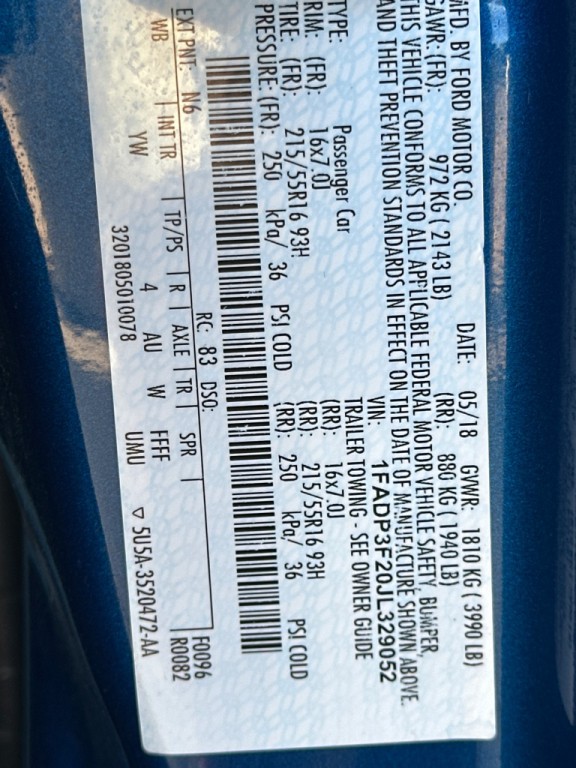 MFD. BY FORD MOTOR CO.
DATE: 05/18 GVWR: 1810 KG ( 3990 LB)
GAWR: (FR): 972 KG ( 2143 LB) (RR): 880 KG ( 1940 LB)
THIS VEHICLE CONFORMS TO ALL APPLICABLE FEDERAL MOTOR VEHICLE SAFETY, BUMPER,
AND THEFT PREVENTION STANDARDS IN EFFECT ON THE DATE OF MANUFACTURE SHOWN ABOVE.
VIN: 1FADP3F20JL329052
TYPE: Passenger Car TRAILER TOWING - SEE OWNER GUIDE
RIM: (FR): 16x7.0J (RR): 16x7.0J
TIRE: (FR): 215/55R16 93H (RR): 215/55R16 93H
PRESSURE: (FR): 250 kPa/ 36 PSI COLD (RR): 250 kPa/ 36 PSI COLD
RC: 83 DSO: F0096
EXT PNT: N6 R0082
WB | INT TR | TP/PS | R | AXLE | TR | SPR |
YW 4 AU W FFFF
3201805010078 UMU ▽ 5U5A-3520472-AA